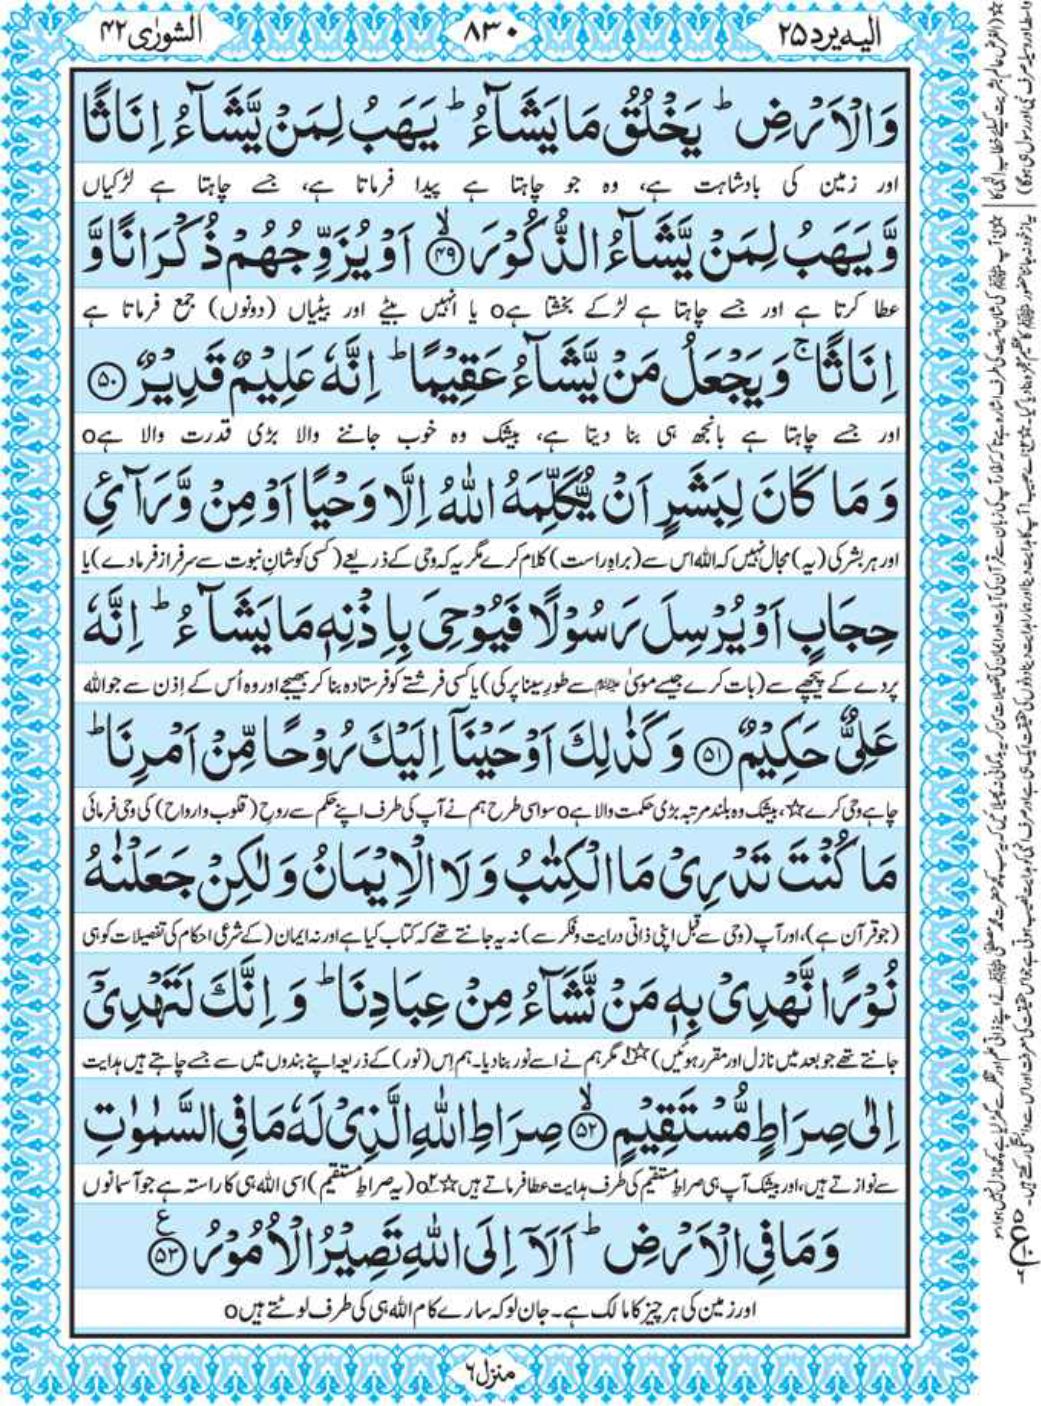 الیه یرد ۲۵
۸۳۰
الشورٰی ۴۲
وَالْاَرْضِ ؕ یَخْلُقُ مَا یَشَآءُ ؕ یَهَبُ لِمَنْ یَّشَآءُ اِنَاثًا
اور زمین کی بادشاہت ہے، وہ جو چاہتا ہے پیدا فرماتا ہے، جسے چاہتا ہے لڑکیاں
وَّیَهَبُ لِمَنْ یَّشَآءُ الذُّكُوْرَ ۙ﴿۴۹﴾ اَوْ یُزَوِّجُهُمْ ذُكْرَانًا وَّ
عطا کرتا ہے اور جسے چاہتا ہے لڑکے بخشتا ہےo یا انہیں بیٹے اور بیٹیاں (دونوں) جمع فرماتا ہے
اِنَاثًا ۚ وَیَجْعَلُ مَنْ یَّشَآءُ عَقِیْمًا ؕ اِنَّهٗ عَلِیْمٌ قَدِیْرٌ ﴿۵۰﴾
اور جسے چاہتا ہے بانجھ ہی بنا دیتا ہے، بیشک وہ خوب جاننے والا بڑی قدرت والا ہےo
وَمَا كَانَ لِبَشَرٍ اَنْ یُّكَلِّمَهُ اللّٰهُ اِلَّا وَحْیًا اَوْ مِنْ وَّرَآئِ
اور ہر بشر کی (یہ) مجال نہیں کہ اللہ اس سے (براہِ راست) کلام کرے مگر یہ کہ وحی کے ذریعے (کسی کو شانِ نبوت سے سرفراز فرما دے) یا
حِجَابٍ اَوْ یُرْسِلَ رَسُوْلًا فَیُوْحِیَ بِاِذْنِهٖ مَا یَشَآءُ ؕ اِنَّهٗ
پردے کے پیچھے سے (بات کرے جیسے موسیٰ علیہ السلام سے طورِ سینا پر کی) یا کسی فرشتے کو فرستادہ بنا کر بھیجے اور وہ اُس کے اِذن سے جو اللہ
عَلِیٌّ حَكِیْمٌ ﴿۵۱﴾ وَكَذٰلِكَ اَوْحَیْنَاۤ اِلَیْكَ رُوْحًا مِّنْ اَمْرِنَا ؕ
چاہے وحی کرے☆، بیشک وہ بلند مرتبہ بڑی حکمت والا ہےo سو اسی طرح ہم نے آپ کی طرف اپنے حکم سے روحِ (قلوب و ارواح) کی وحی فرمائی
مَا كُنْتَ تَدْرِیْ مَا الْكِتٰبُ وَلَا الْاِیْمَانُ وَلٰكِنْ جَعَلْنٰهُ
(جو قرآن ہے)، اور آپ (وحی سے قبل اپنی ذاتی درایت و فکر سے) نہ یہ جانتے تھے کہ کتاب کیا ہے اور نہ ایمان (کے شرعی احکام کی تفصیلات کو ہی
نُوْرًا نَّهْدِیْ بِهٖ مَنْ نَّشَآءُ مِنْ عِبَادِنَا ؕ وَاِنَّكَ لَتَهْدِیْۤ
جانتے تھے جو بعد میں نازل اور مقرر ہوئیں)☆۱ مگر ہم نے اسے نور بنا دیا۔ ہم اس (نور) کے ذریعہ اپنے بندوں میں سے جسے چاہتے ہیں ہدایت
اِلٰی صِرَاطٍ مُّسْتَقِیْمٍ ۙ﴿۵۲﴾ صِرَاطِ اللّٰهِ الَّذِیْ لَهٗ مَا فِی السَّمٰوٰتِ
سے نوازتے ہیں، اور بیشک آپ ہی صراطِ مستقیم کی طرف ہدایت عطا فرماتے ہیں☆۲o (یہ صراطِ مستقیم) اسی اللہ ہی کا راستہ ہے جو آسمانوں
وَمَا فِی الْاَرْضِ ؕ اَلَاۤ اِلَی اللّٰهِ تَصِیْرُ الْاُمُوْرُ ﴿۵۳﴾ ع
اور زمین کی ہر چیز کا مالک ہے۔ جان لو کہ سارے کام اللہ ہی کی طرف لوٹتے ہیںo
منزل ۶